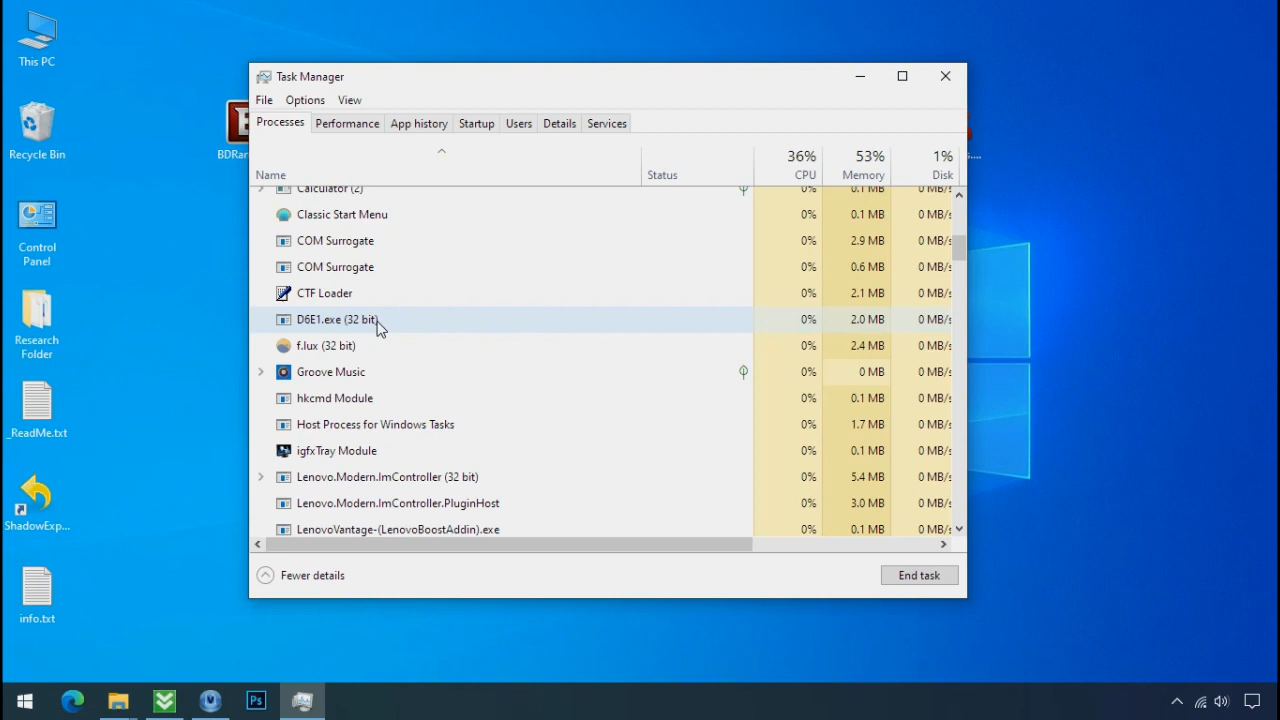 This PC
Recycle Bin
Control
Panel
Research
Folder
_ReadMe.txt
ShadowExp...
info.txt
Task Manager
File Options View
Processes Performance App history Startup Users Details Services
36% 53% 1%
Name Status CPU Memory Disk
Calculator (2) 0% 0.1 MB 0 MB/s
Classic Start Menu 0% 0.1 MB 0 MB/s
COM Surrogate 0% 2.9 MB 0 MB/s
COM Surrogate 0% 0.6 MB 0 MB/s
CTF Loader 0% 2.1 MB 0 MB/s
D6E1.exe (32 bit) 0% 2.0 MB 0 MB/s
f.lux (32 bit) 0% 2.4 MB 0 MB/s
Groove Music 0% 0 MB 0 MB/s
hkcmd Module 0% 0.1 MB 0 MB/s
Host Process for Windows Tasks 0% 1.7 MB 0 MB/s
igfxTray Module 0% 0.1 MB 0 MB/s
Lenovo.Modern.ImController (32 bit) 0% 5.4 MB 0 MB/s
Lenovo.Modern.ImController.PluginHost 0% 3.0 MB 0 MB/s
LenovoVantage-(LenovoBoostAddin).exe 0% 0.1 MB 0 MB/s
Fewer details End task
Ps